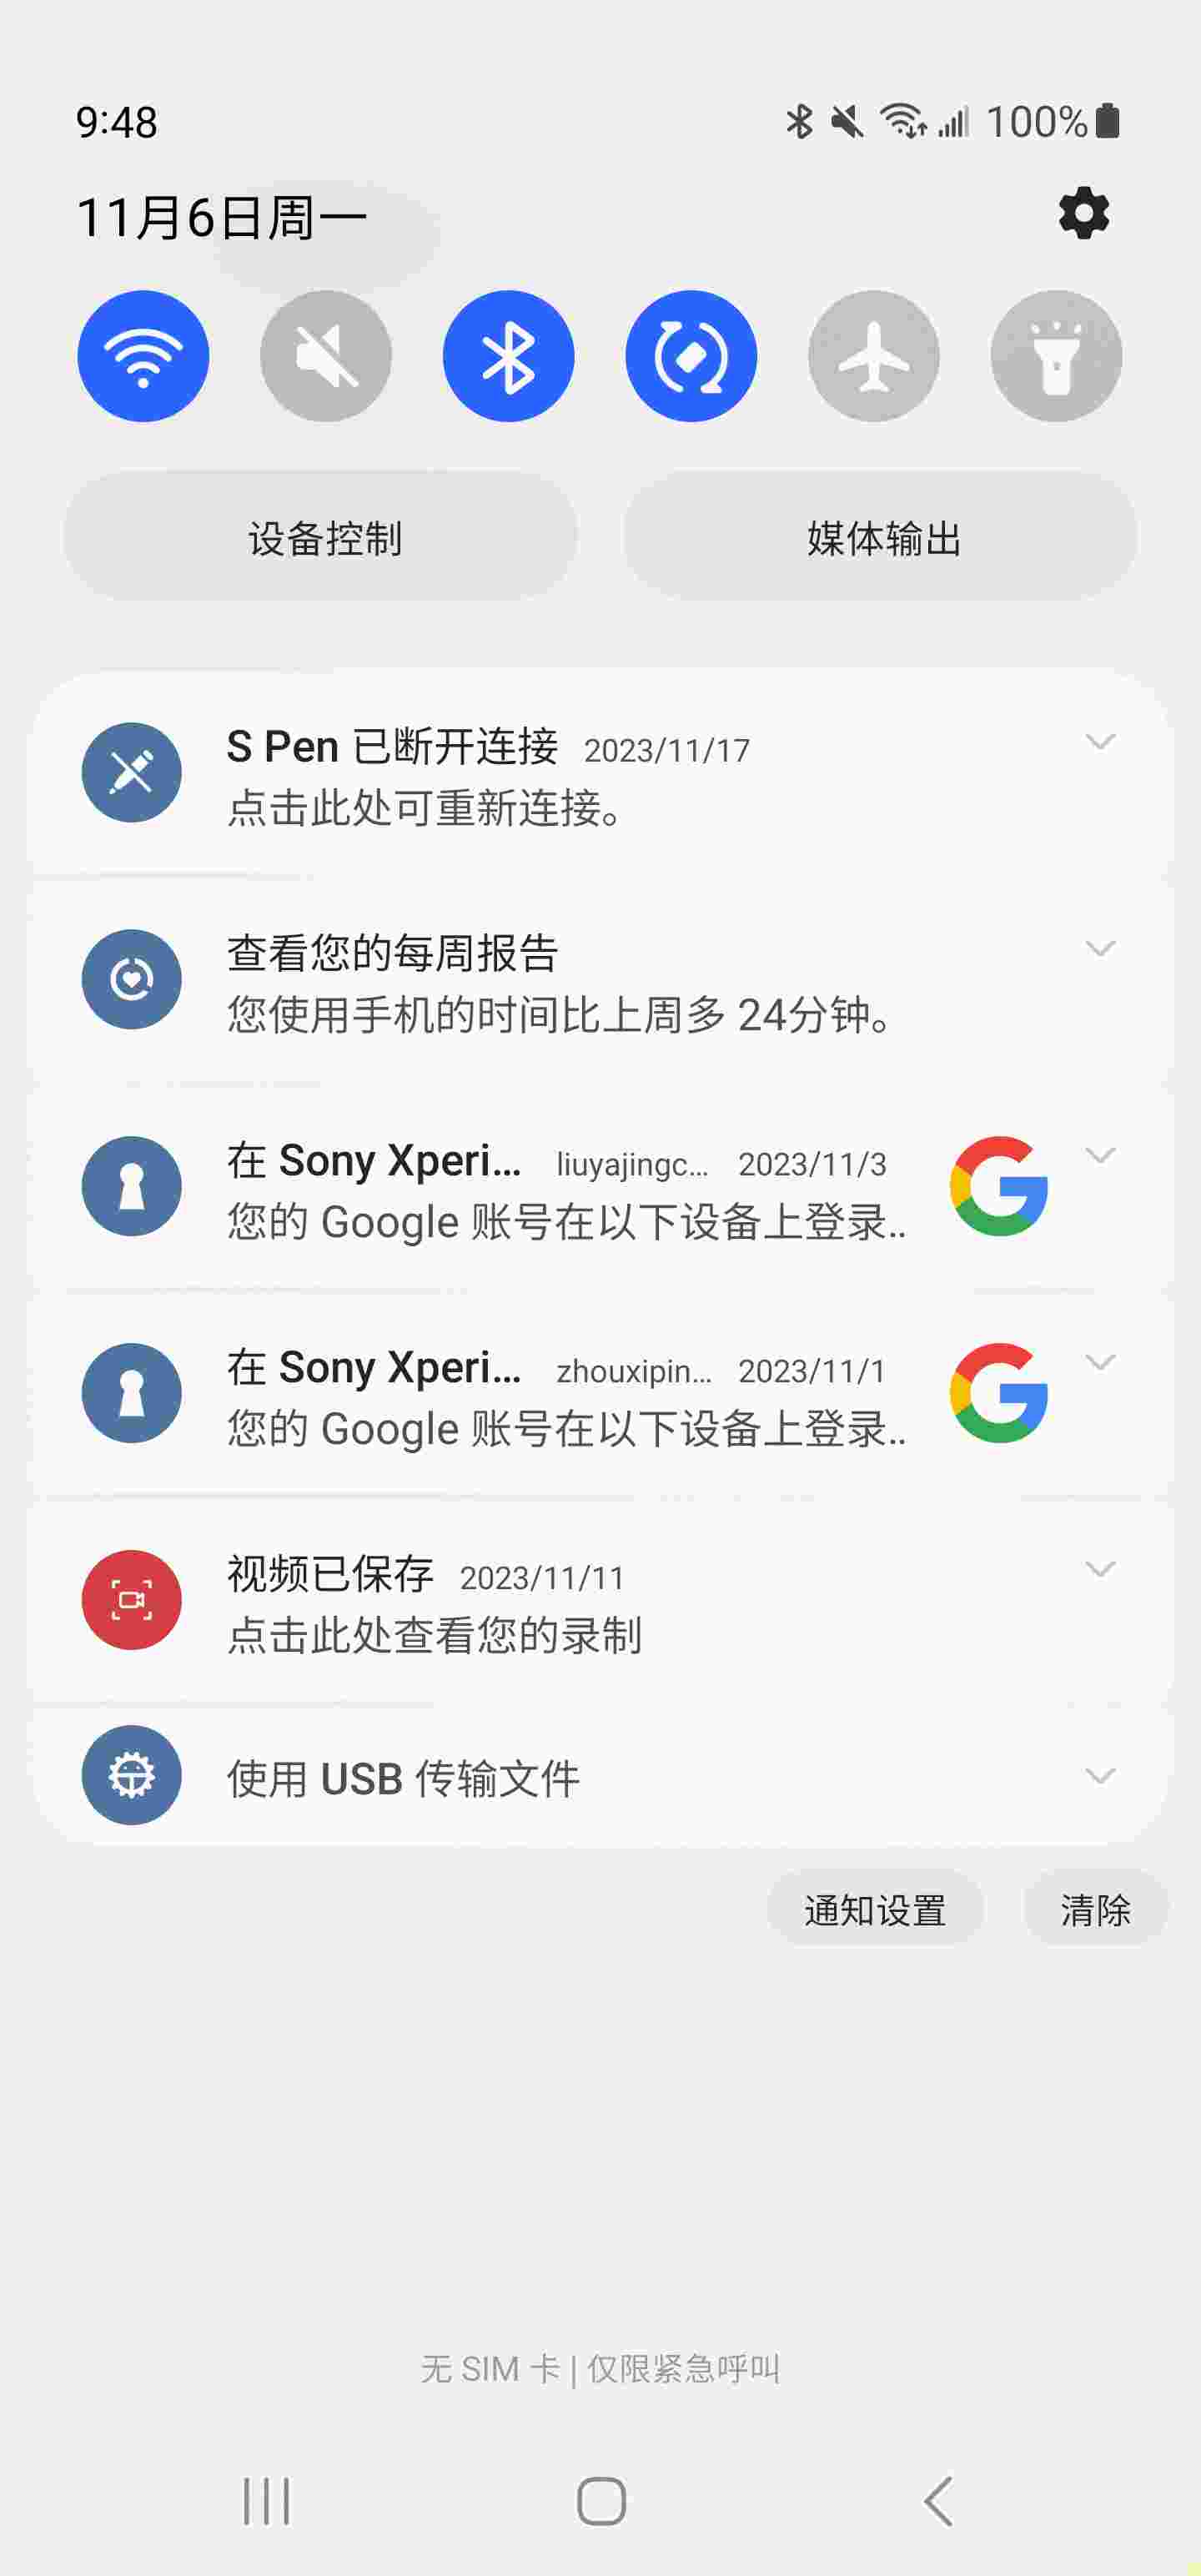 9:48
100%
11月6日周一
设备控制
媒体输出
S Pen 已断开连接 2023/11/17
点击此处可重新连接。
查看您的每周报告
您使用手机的时间比上周多 24分钟。
在 Sony Xperi... liuyajingc... 2023/11/3
您的 Google 账号在以下设备上登录..
在 Sony Xperi... zhouxipin... 2023/11/1
您的 Google 账号在以下设备上登录..
视频已保存 2023/11/11
点击此处查看您的录制
使用 USB 传输文件
通知设置
清除
无 SIM 卡 | 仅限紧急呼叫